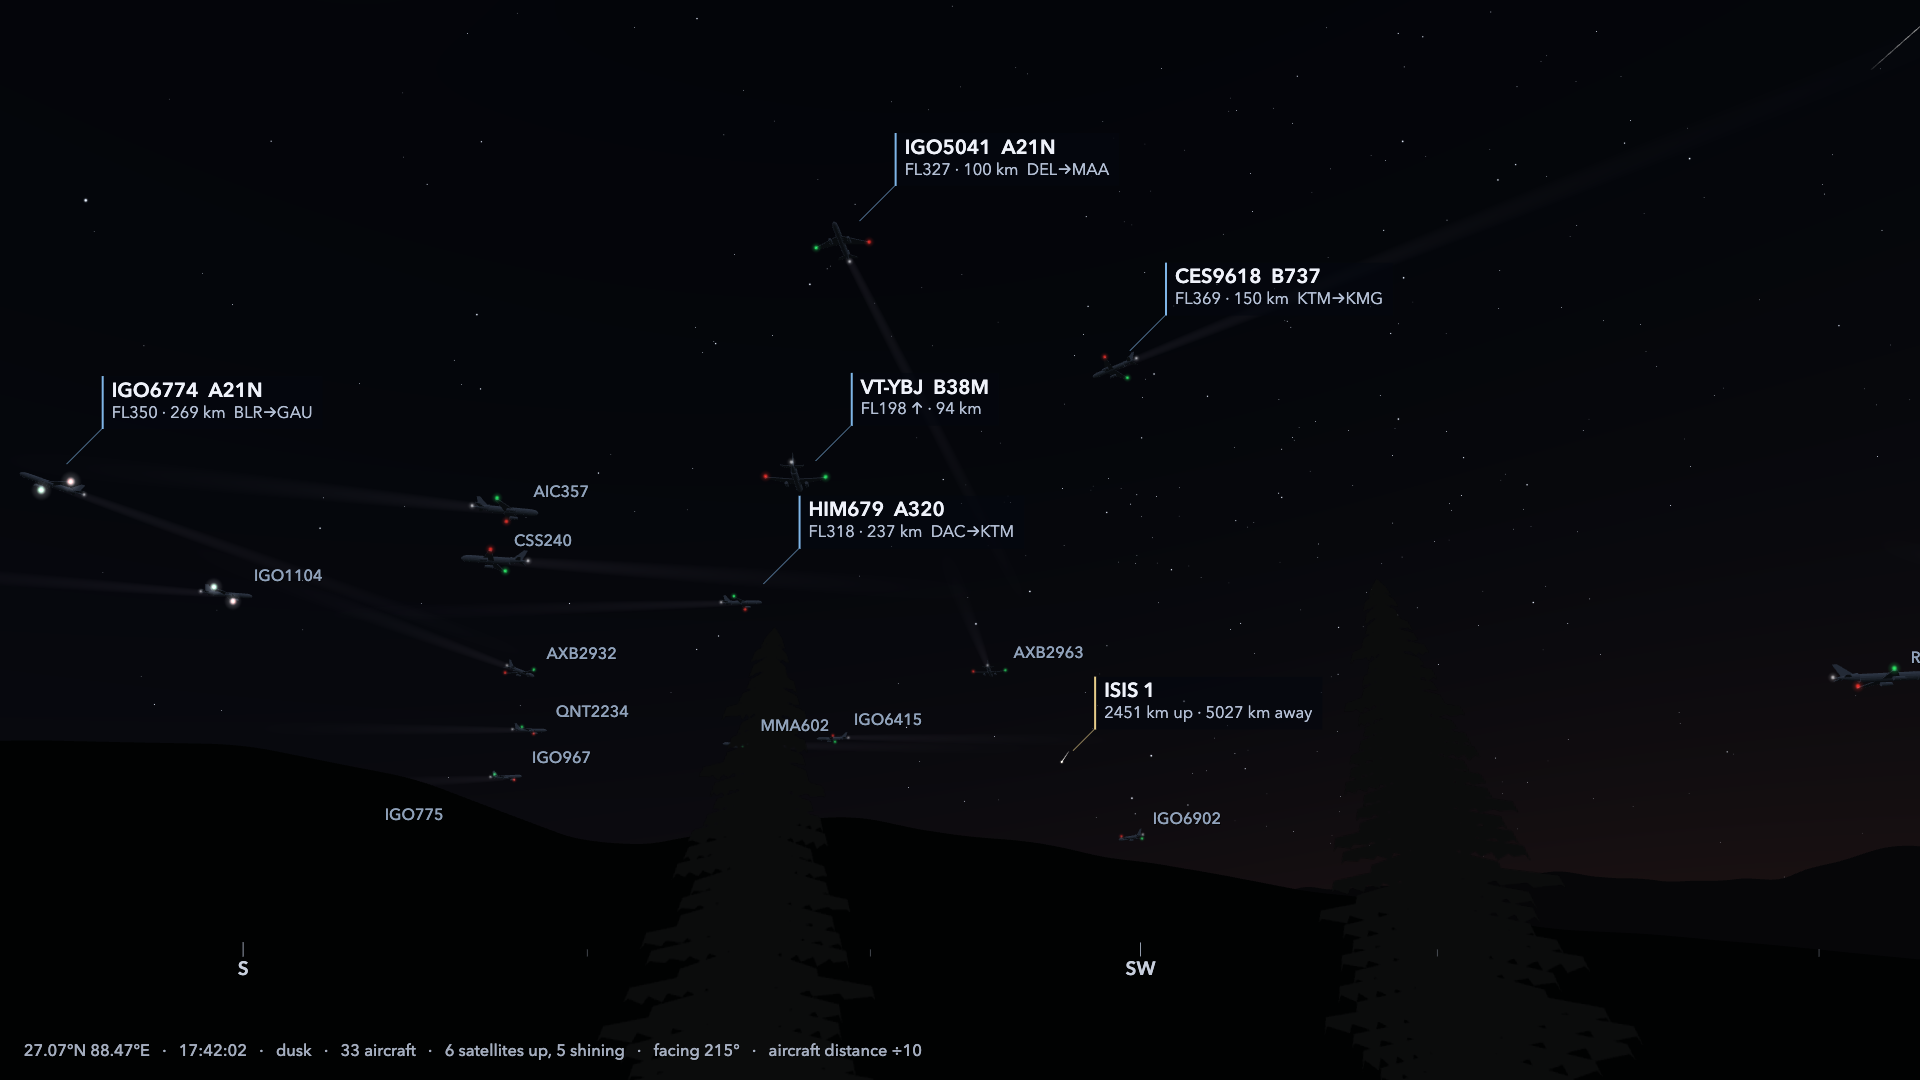 IGO5041 A21N
FL327 · 100 km DEL→MAA
CES9618 B737
FL369 · 150 km KTM→KMG
IGO6774 A21N
FL350 · 269 km BLR→GAU
VT-YBJ B38M
FL198 ↑ · 94 km
AIC357
HIM679 A320
FL318 · 237 km DAC→KTM
CSS240
IGO1104
AXB2932
AXB2963
R
ISIS 1
2451 km up · 5027 km away
QNT2234
MMA602
IGO6415
IGO967
IGO775
IGO6902
S
SW
27.07°N 88.47°E · 17:42:02 · dusk · 33 aircraft · 6 satellites up, 5 shining · facing 215° · aircraft distance ÷10